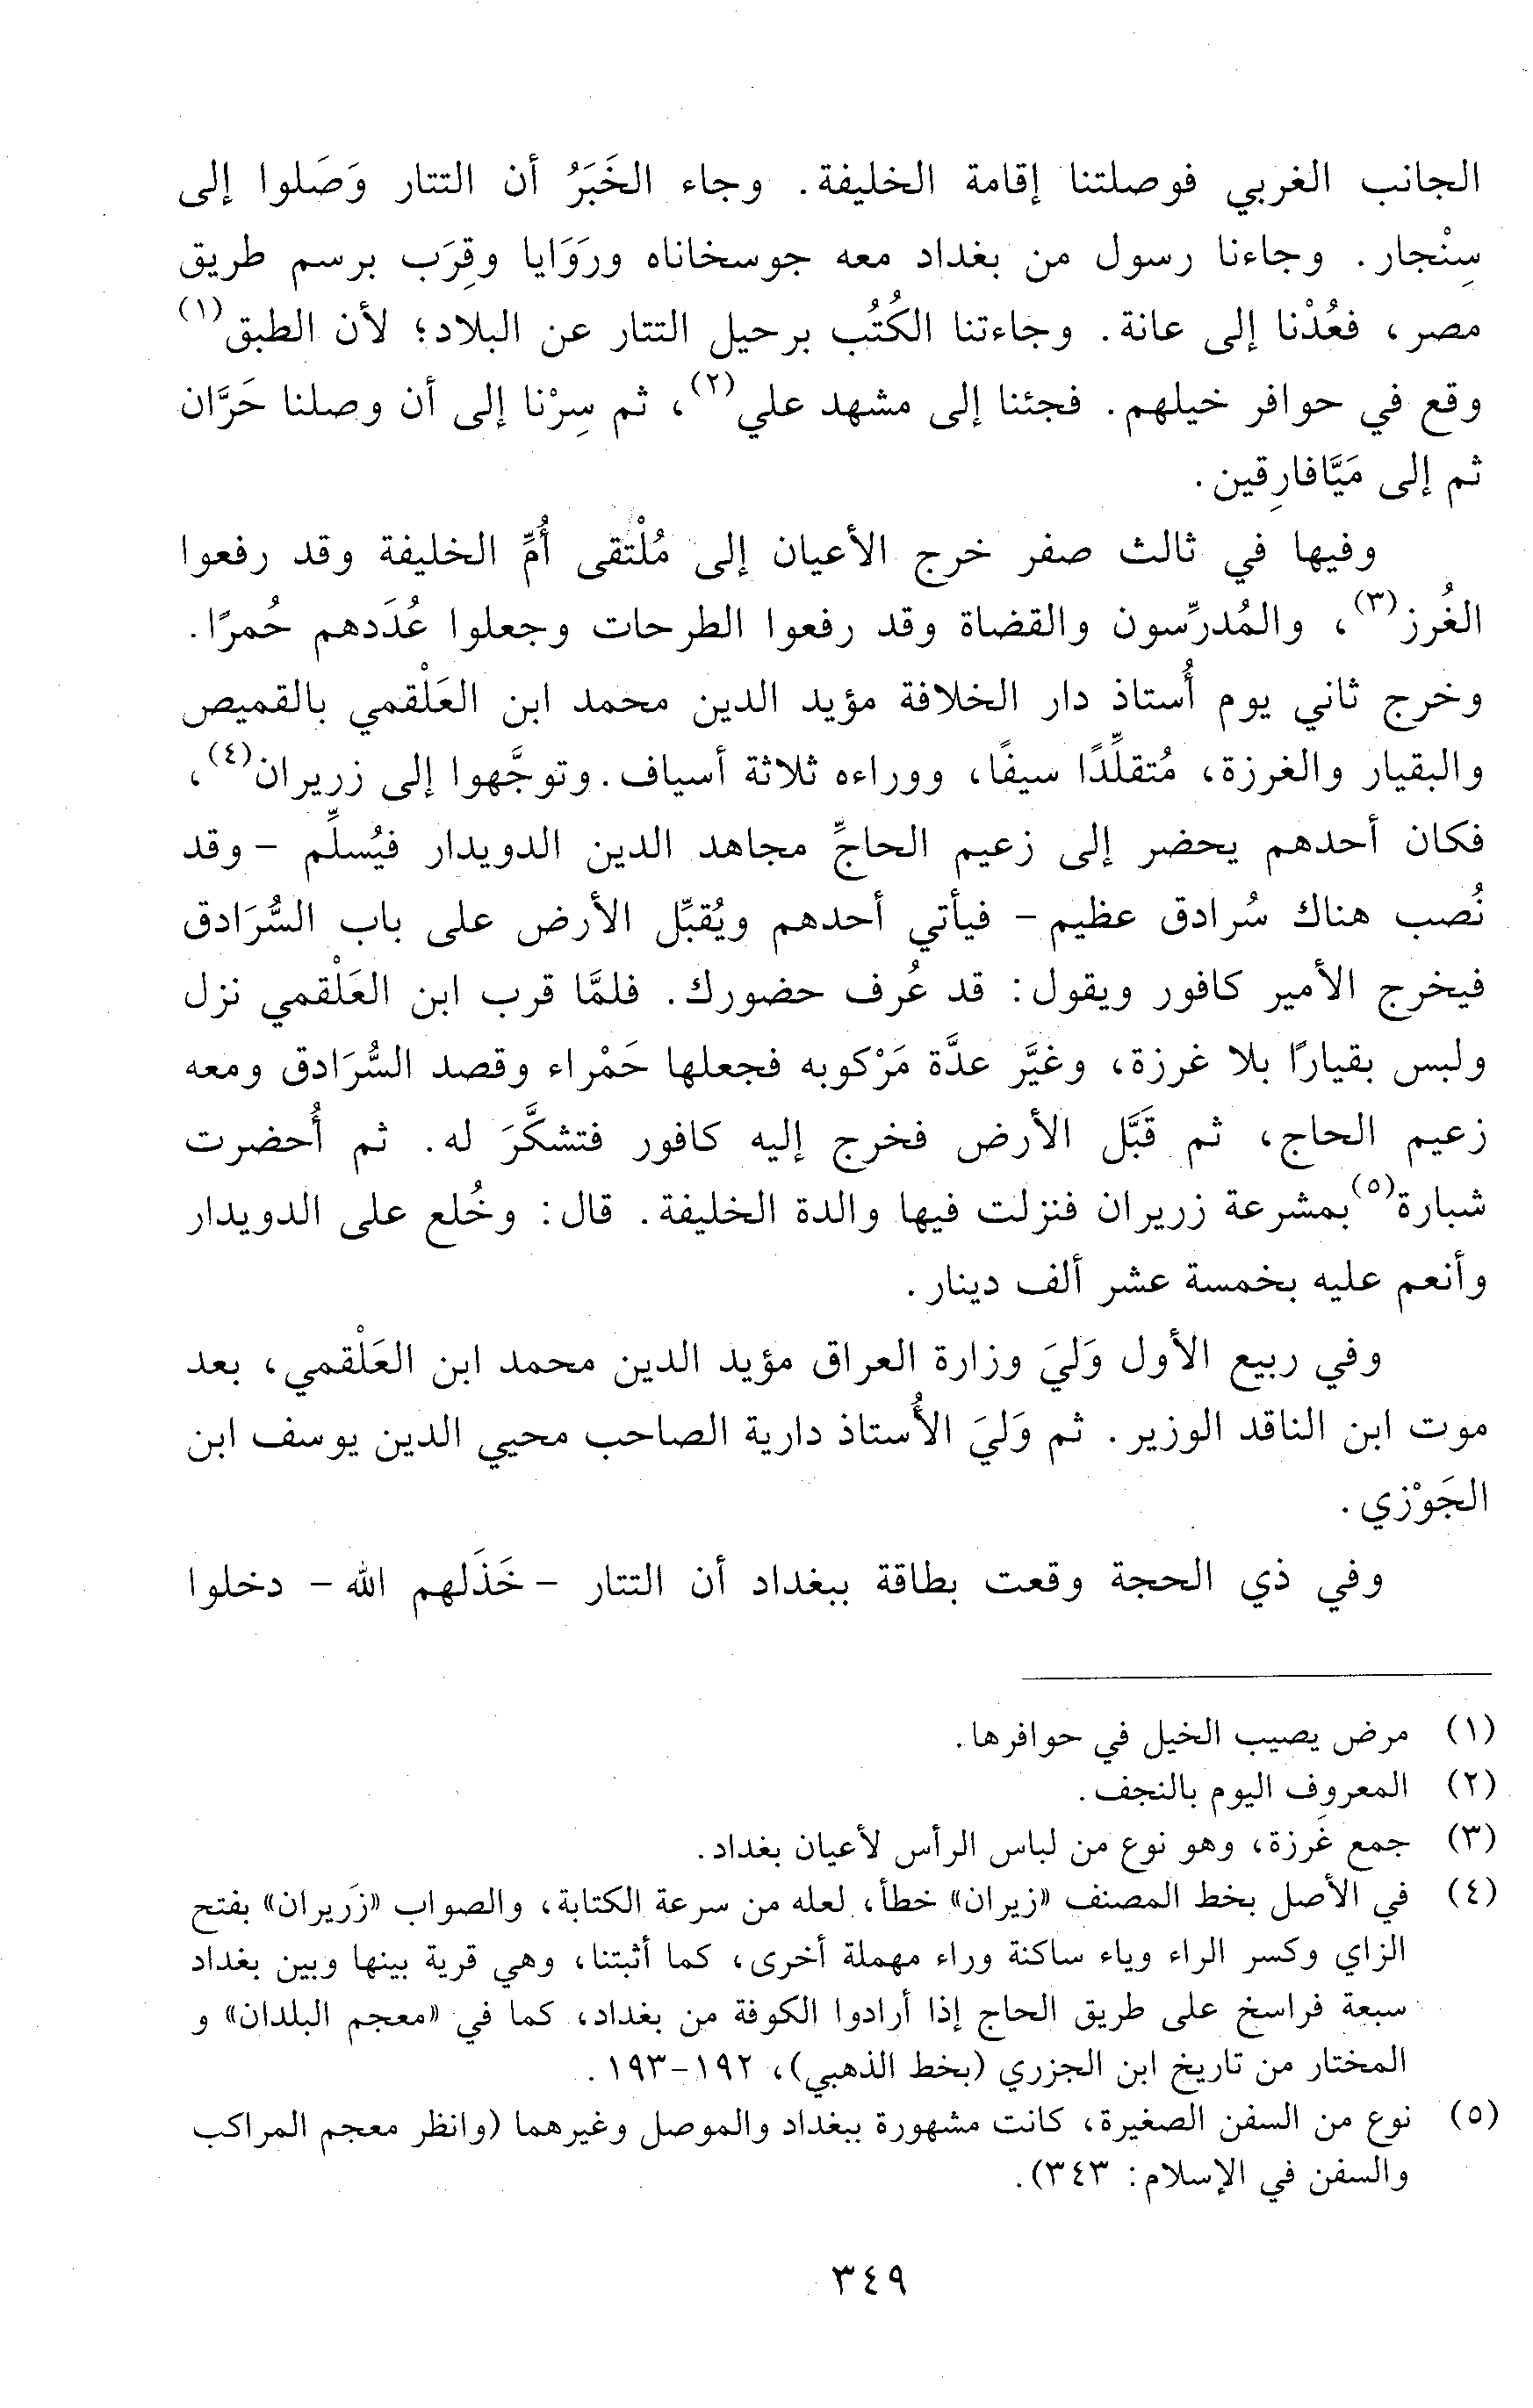 الجانب الغربي فوصلتنا إقامة الخليفة. وجاء الخَبَرُ أن التتار وَصَلوا إلى
سِنْجار. وجاءنا رسول من بغداد معه جوسخاناه ورَوَايا وقِرَب برسم طريق
مصر، فعُدْنا إلى عانة. وجاءتنا الكُتُب برحيل التتار عن البلاد؛ لأن الطبق(١)
وقع في حوافر خيلهم. فجئنا إلى مشهد علي(٢)، ثم سِرْنا إلى أن وصلنا حَرَّان
ثم إلى مَيَّافارِقين.
وفيها في ثالث صفر خرج الأعيان إلى مُلْتقى أُمِّ الخليفة وقد رفعوا
الغُرز(٣)، والمُدرِّسون والقضاة وقد رفعوا الطرحات وجعلوا عُدَدهم حُمرًا.
وخرج ثاني يوم أُستاذ دار الخلافة مؤيد الدين محمد ابن العَلْقمي بالقميص
والبقيار والغرزة، مُتقلِّدًا سيفًا، ووراءه ثلاثة أسياف. وتوجَّهوا إلى زريران(٤)،
فكان أحدهم يحضر إلى زعيم الحاجِّ مجاهد الدين الدويدار فيُسلِّم - وقد
نُصب هناك سُرادق عظيم - فيأتي أحدهم ويُقبِّل الأرض على باب السُّرَادق
فيخرج الأمير كافور ويقول: قد عُرف حضورك. فلمَّا قرب ابن العَلْقمي نزل
ولبس بقيارًا بلا غرزة، وغيَّر عدَّة مَرْكوبه فجعلها حَمْراء وقصد السُّرَادق ومعه
زعيم الحاج، ثم قَبَّل الأرض فخرج إليه كافور فتشكَّرَ له. ثم أُحضرت
شبارة(٥) بمشرعة زريران فنزلت فيها والدة الخليفة. قال: وخُلع على الدويدار
وأنعم عليه بخمسة عشر ألف دينار.
وفي ربيع الأول وَليَ وزارة العراق مؤيد الدين محمد ابن العَلْقمي، بعد
موت ابن الناقد الوزير. ثم وَليَ الأُستاذ دارية الصاحب محيي الدين يوسف ابن
الجَوْزي.
وفي ذي الحجة وقعت بطاقة ببغداد أن التتار - خَذَلهم الله - دخلوا
(١) مرض يصيب الخيل في حوافرها.
(٢) المعروف اليوم بالنجف.
(٣) جمع غَرزة، وهو نوع من لباس الرأس لأعيان بغداد.
(٤) في الأصل بخط المصنف «زيران» خطأ، لعله من سرعة الكتابة، والصواب «زَريران» بفتح
الزاي وكسر الراء وياء ساكنة وراء مهملة أخرى، كما أثبتنا، وهي قرية بينها وبين بغداد
سبعة فراسخ على طريق الحاج إذا أرادوا الكوفة من بغداد، كما في «معجم البلدان» و
المختار من تاريخ ابن الجزري (بخط الذهبي)، ١٩٢-١٩٣.
(٥) نوع من السفن الصغيرة، كانت مشهورة ببغداد والموصل وغيرهما (وانظر معجم المراكب
والسفن في الإسلام: ٣٤٣).
٣٤٩